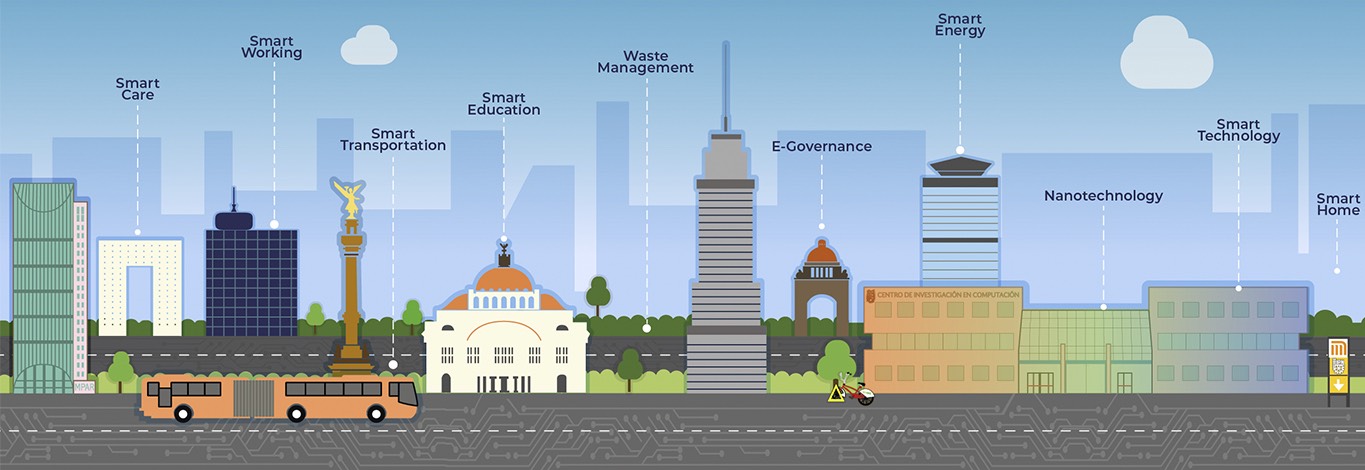 Smart
Care
Smart
Working
Smart
Transportation
Smart
Education
Waste
Management
E-Governance
Smart
Energy
Nanotechnology
Smart
Technology
Smart
Home
CENTRO DE INVESTIGACIÓN EN COMPUTACIÓN
MPAR